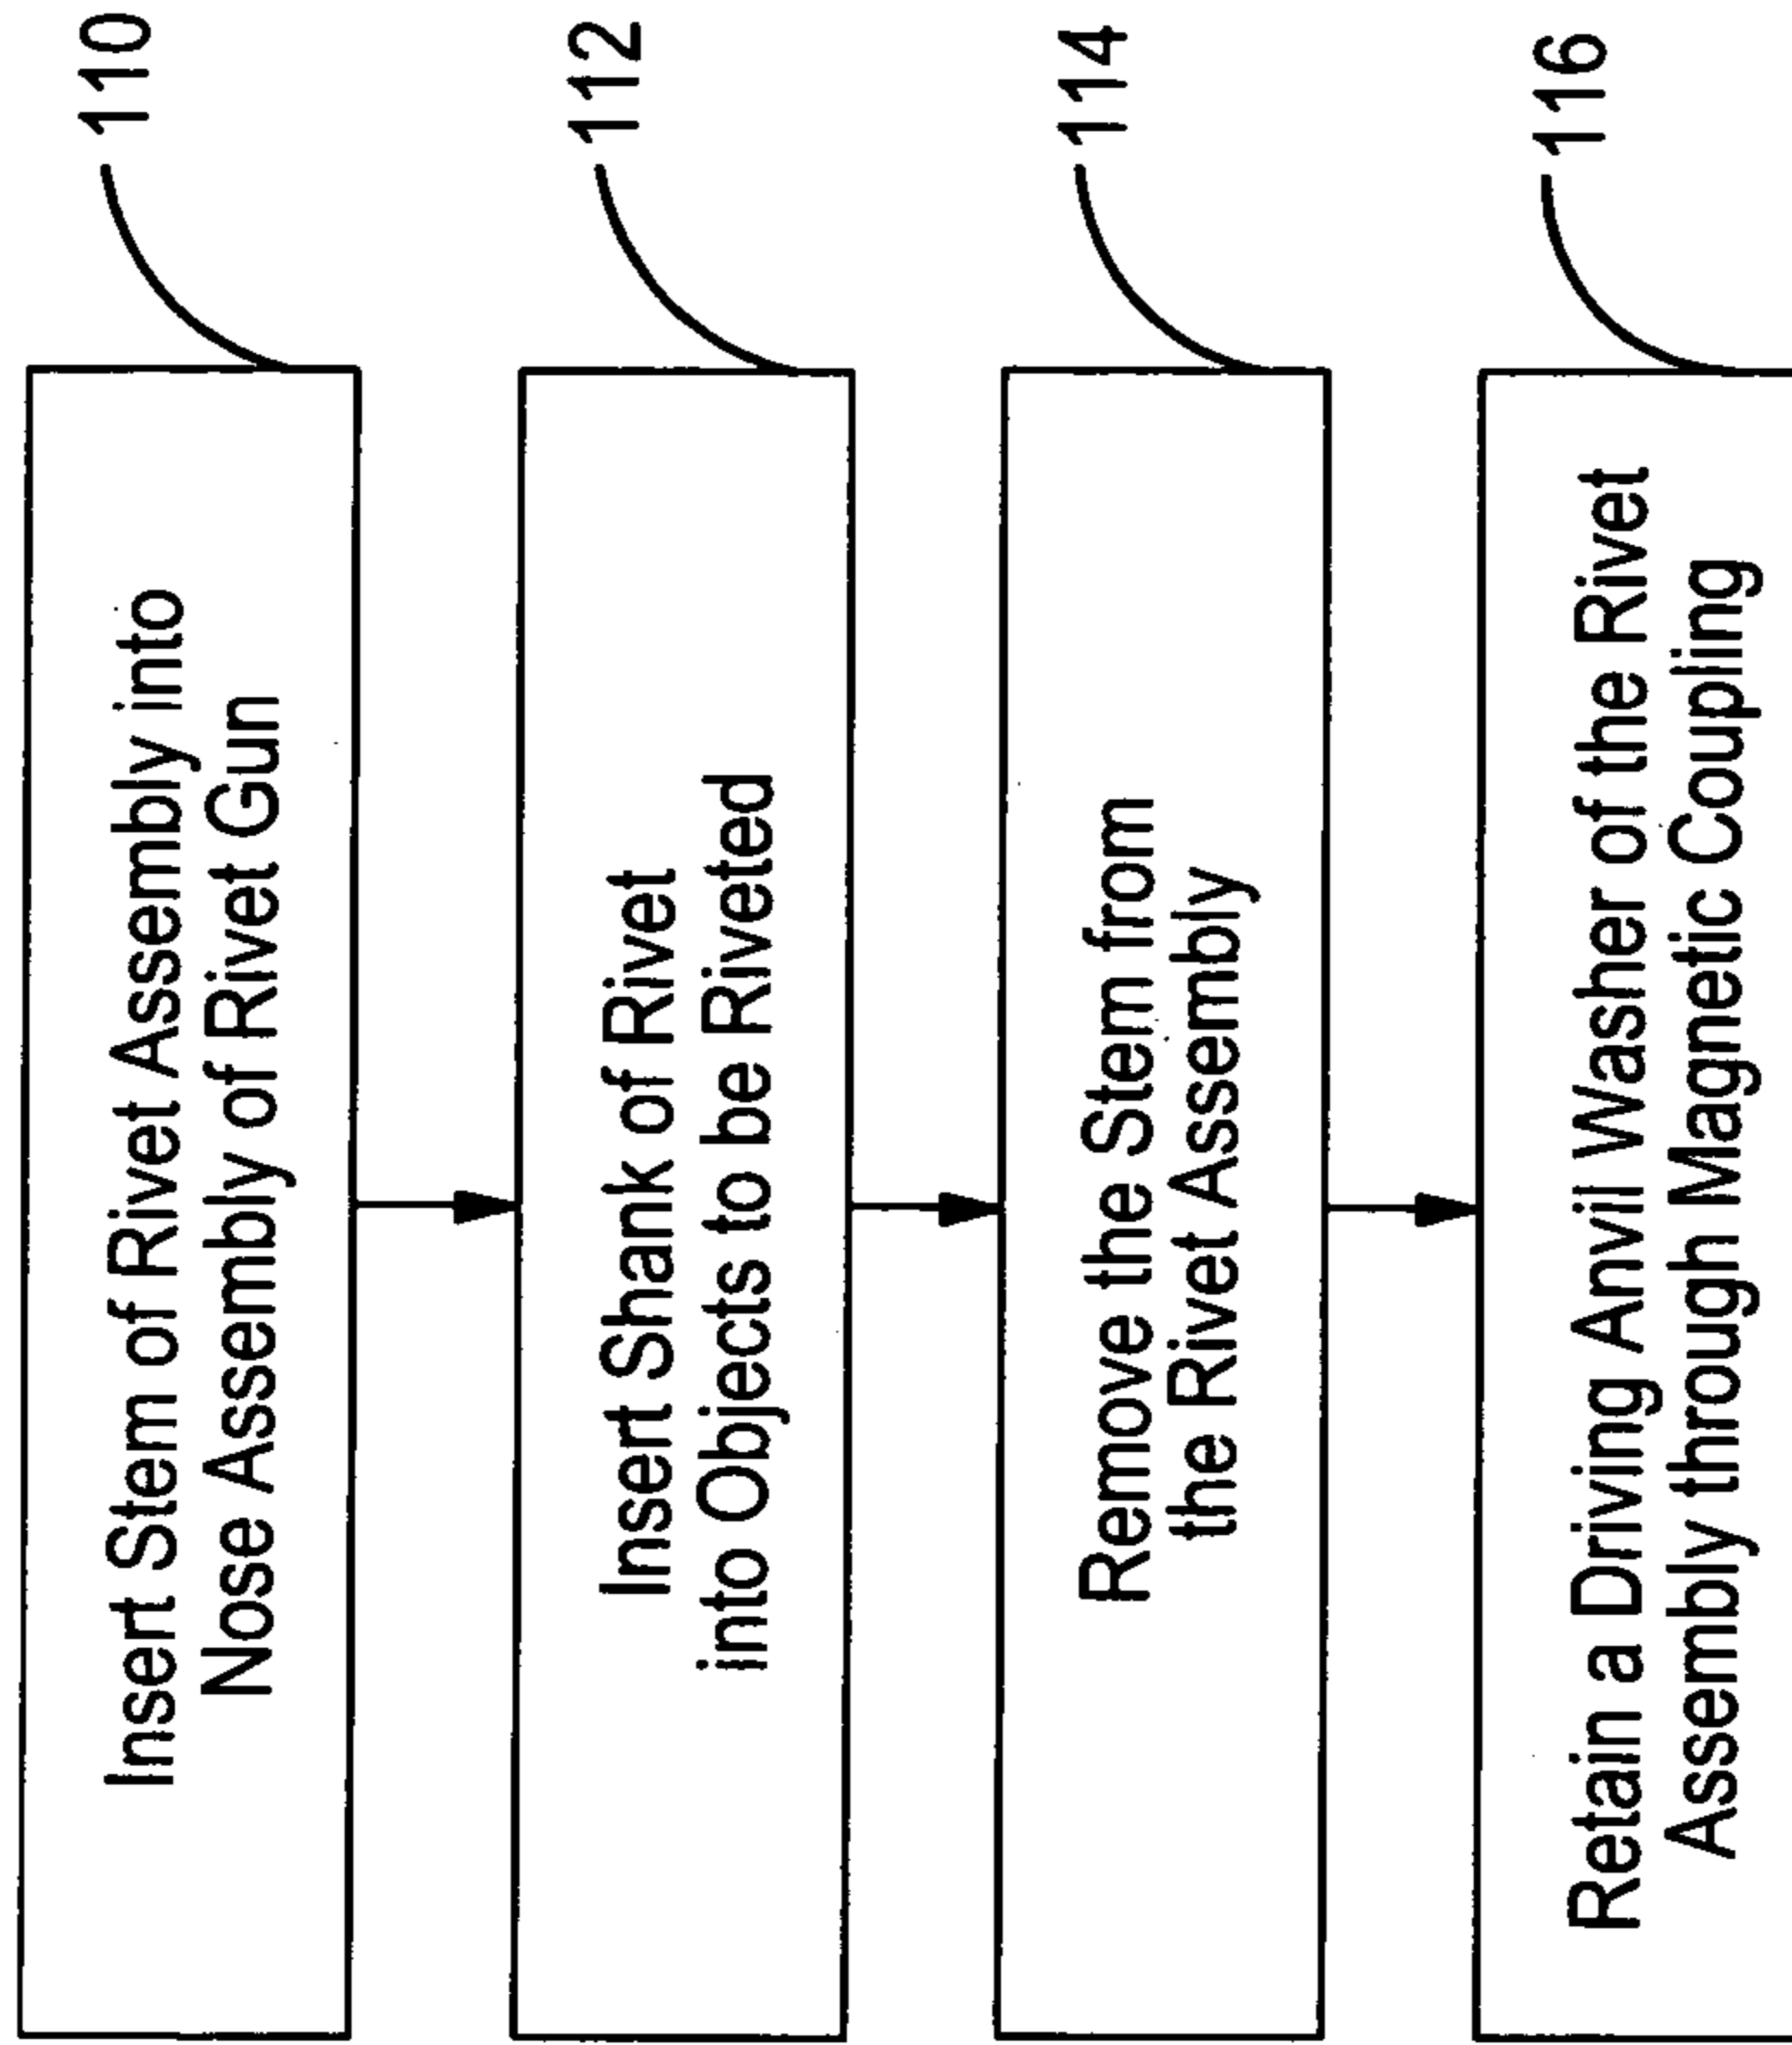 Insert Stem of Rivet Assembly into
Nose Assembly of Rivet Gun
110
Insert Shank of Rivet
into Objects to be Riveted
112
Remove the Stem from
the Rivet Assembly
114
Retain a Driving Anvil Washer of the Rivet
Assembly through Magnetic Coupling
116